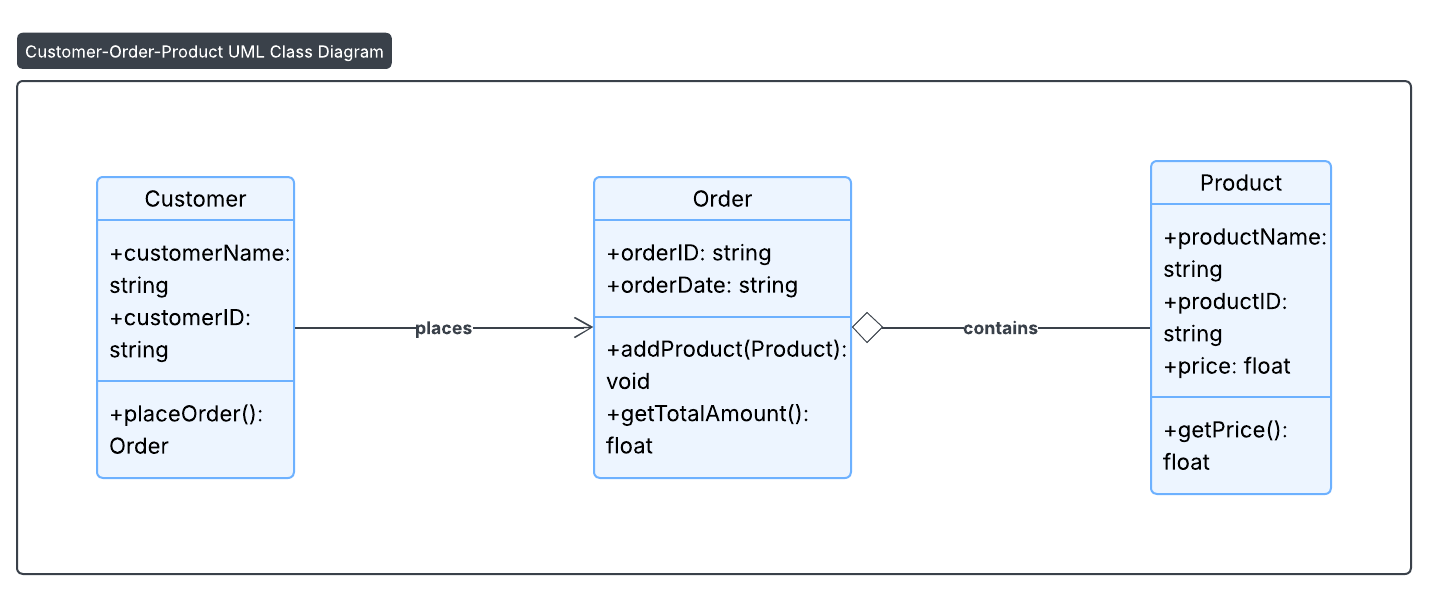 Customer-Order-Product UML Class Diagram
Customer
+customerName:
string
+customerID:
string
+placeOrder():
Order
places
Order
+orderID: string
+orderDate: string
+addProduct(Product):
void
+getTotalAmount():
float
contains
Product
+productName:
string
+productID:
string
+price: float
+getPrice():
float